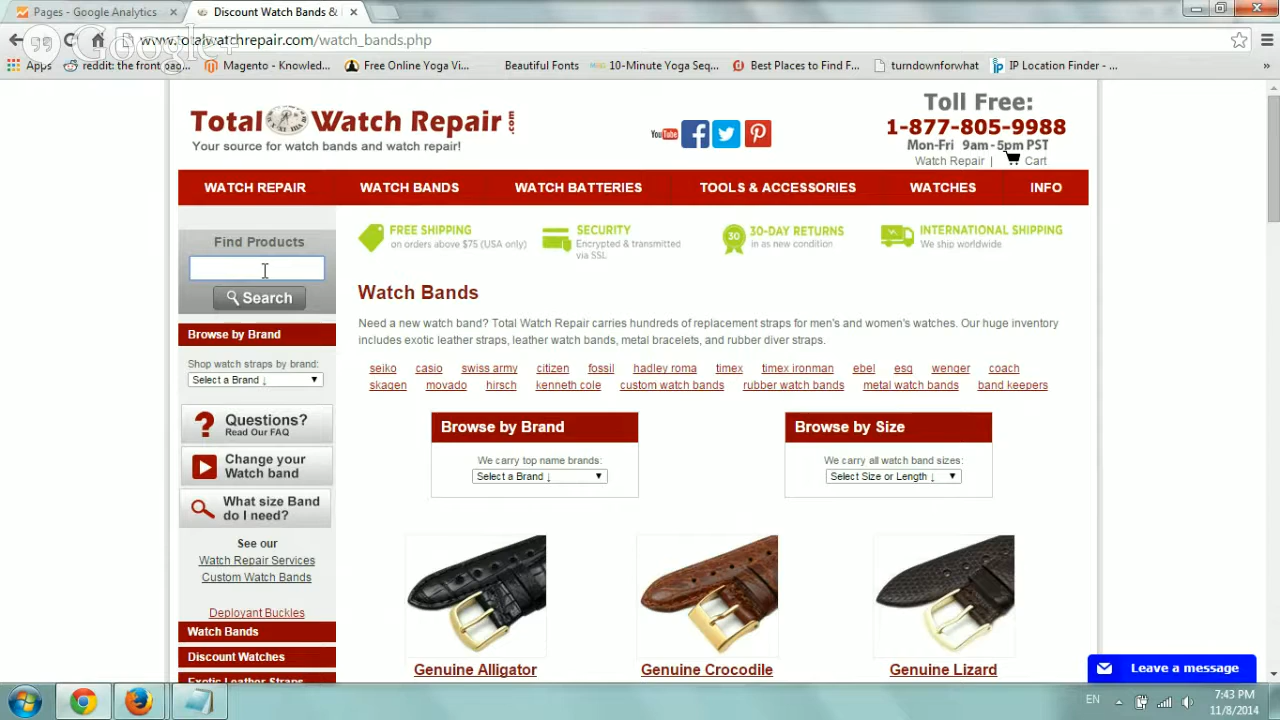 Pages - Google Analytics
Discount Watch Bands &
www.totalwatchrepair.com/watch_bands.php
Google+
Apps
reddit: the front pag...
Magento - Knowled...
Free Online Yoga Vi...
Beautiful Fonts
10-Minute Yoga Seq...
Best Places to Find F...
turndownforwhat
IP Location Finder - ...
»
Total Watch Repair .com
Your source for watch bands and watch repair!
You Tube
Toll Free:
1-877-805-9988
Mon-Fri 9am - 5pm PST
Watch Repair | Cart
WATCH REPAIR WATCH BANDS WATCH BATTERIES TOOLS & ACCESSORIES WATCHES INFO
Find Products
Search
Browse by Brand
Shop watch straps by brand:
Select a Brand ↓
Questions?
Read Our FAQ
Change your
Watch band
What size Band
do I need?
See our
Watch Repair Services
Custom Watch Bands
Deployant Buckles
Watch Bands
Discount Watches
Exotic Leather Straps
FREE SHIPPING
on orders above $75 (USA only)
SECURITY
Encrypted & transmitted
via SSL
30
30-DAY RETURNS
in as new condition
INTERNATIONAL SHIPPING
We ship worldwide
Watch Bands
Need a new watch band? Total Watch Repair carries hundreds of replacement straps for men's and women's watches. Our huge inventory
includes exotic leather straps, leather watch bands, metal bracelets, and rubber diver straps.
seiko casio swiss army citizen fossil hadley roma timex timex ironman ebel esq wenger coach
skagen movado hirsch kenneth cole custom watch bands rubber watch bands metal watch bands band keepers
Browse by Brand
We carry top name brands:
Select a Brand ↓
Browse by Size
We carry all watch band sizes:
Select Size or Length ↓
Genuine Alligator
Genuine Crocodile
Genuine Lizard
Leave a message
EN
7:43 PM
11/8/2014